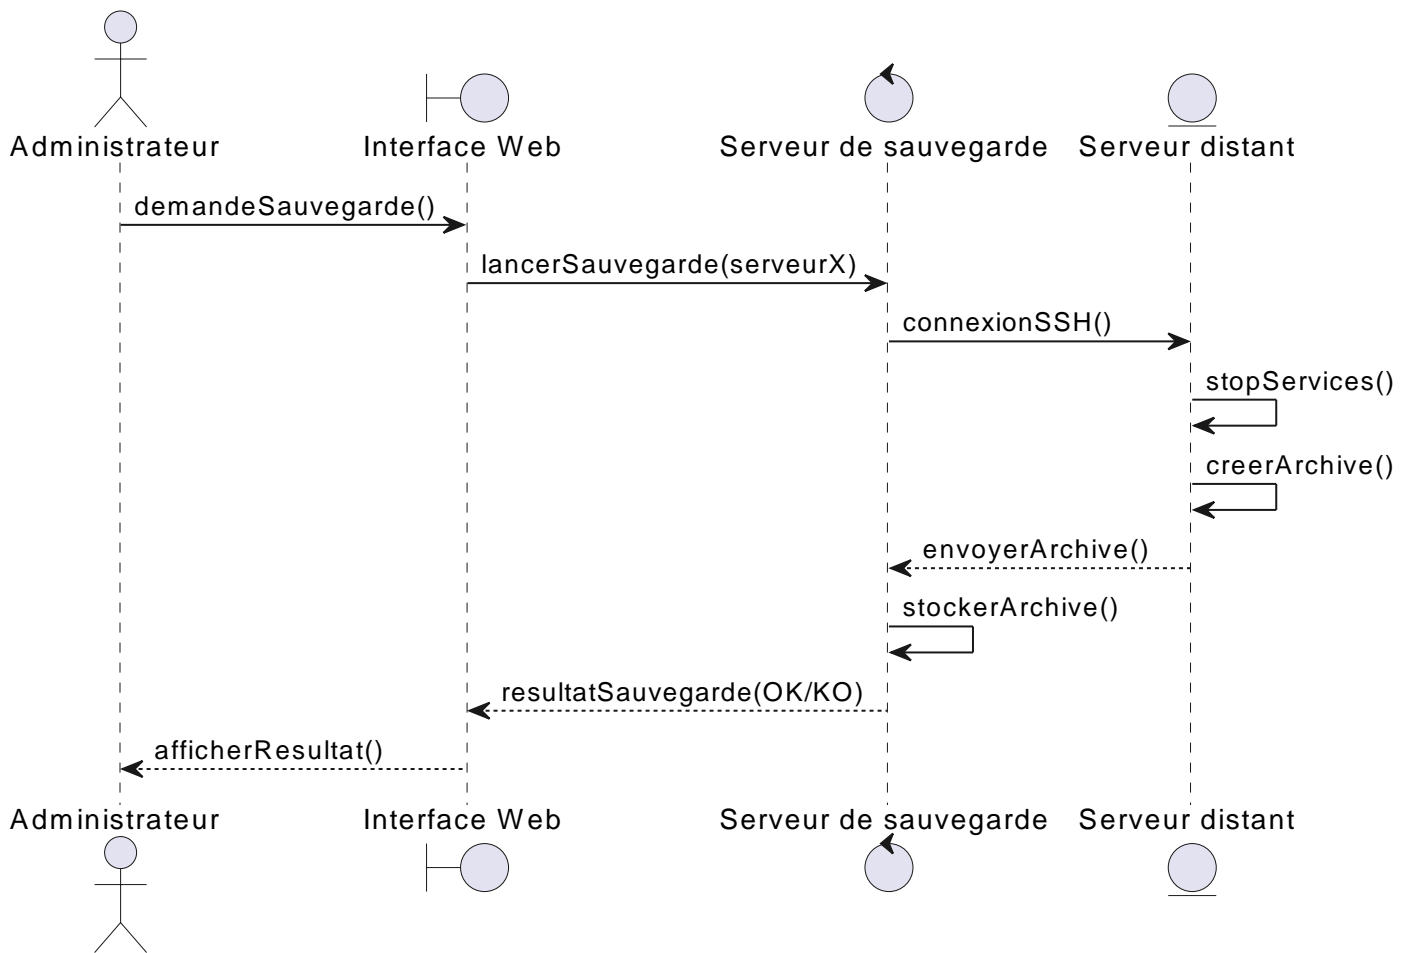 Administrateur
Interface Web
Serveur de sauvegarde
Serveur distant
demandeSauvegarde()
lancerSauvegarde(serveurX)
connexionSSH()
stopServices()
creerArchive()
envoyerArchive()
stockerArchive()
resultatSauvegarde(OK/KO)
afficherResultat()
Administrateur
Interface Web
Serveur de sauvegarde
Serveur distant